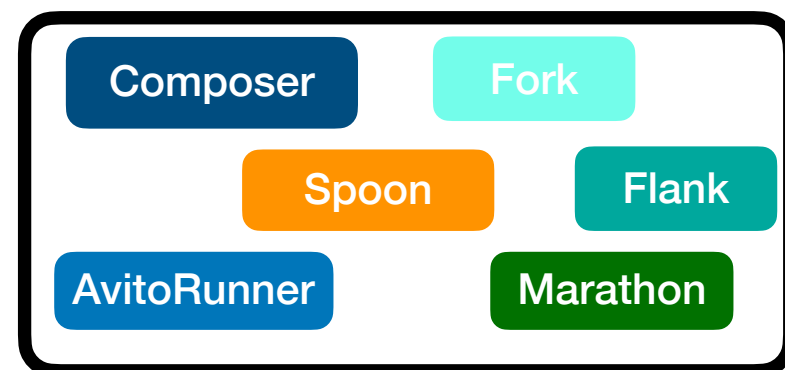 Composer
Fork
Spoon
Flank
AvitoRunner
Marathon